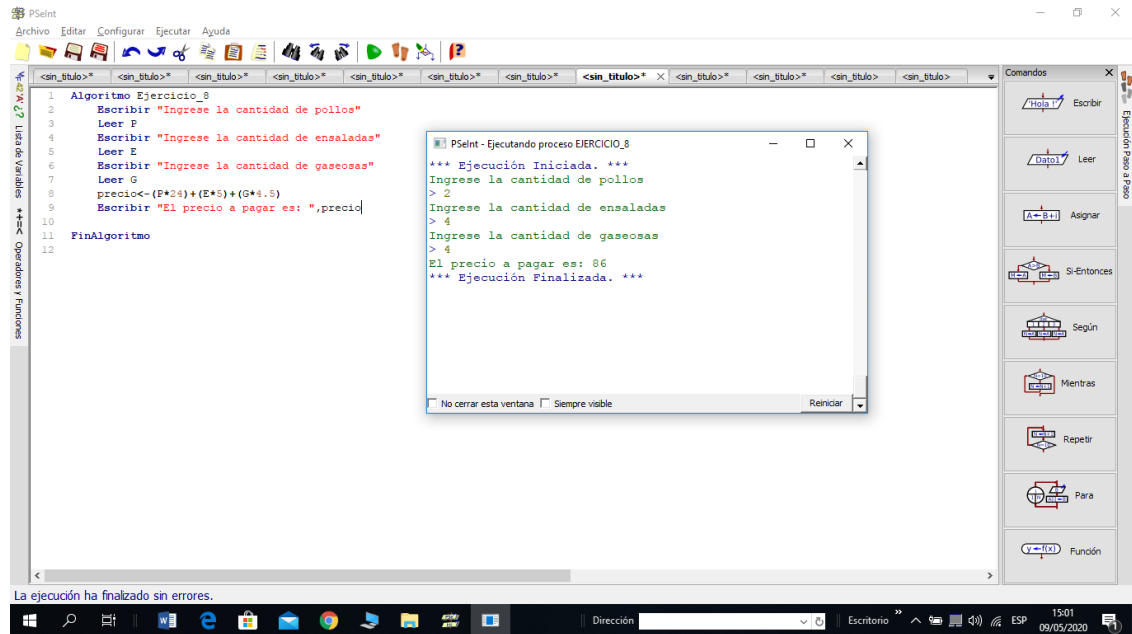 PSeInt
Archivo Editar Configurar Ejecutar Ayuda
<sin_titulo>* <sin_titulo>* <sin_titulo>* <sin_titulo>* <sin_titulo>* <sin_titulo>* <sin_titulo>* <sin_titulo>* <sin_titulo>* <sin_titulo>* <sin_titulo> <sin_titulo>
1 Algoritmo Ejercicio_8
2 Escribir "Ingrese la cantidad de pollos"
3 Leer P
4 Escribir "Ingrese la cantidad de ensaladas"
5 Leer E
6 Escribir "Ingrese la cantidad de gaseosas"
7 Leer G
8 precio<-(P*24)+(E*5)+(G*4.5)
9 Escribir "El precio a pagar es: ",precio
10
11 FinAlgoritmo
12
Lista de Variables
*+=< Operadores y Funciones
PSeInt - Ejecutando proceso EJERCICIO_8
*** Ejecución Iniciada. ***
Ingrese la cantidad de pollos
> 2
Ingrese la cantidad de ensaladas
> 4
Ingrese la cantidad de gaseosas
> 4
El precio a pagar es: 86
*** Ejecución Finalizada. ***
No cerrar esta ventana Siempre visible Reiniciar
Comandos
'Hola !' Escribir
Dato1 Leer
A←B+i Asignar
Si-Entonces
Según
Mientras
Repetir
Para
y←f(x) Función
Ejecución Paso a Paso
La ejecución ha finalizado sin errores.
Dirección Escritorio ESP 15:01
09/05/2020